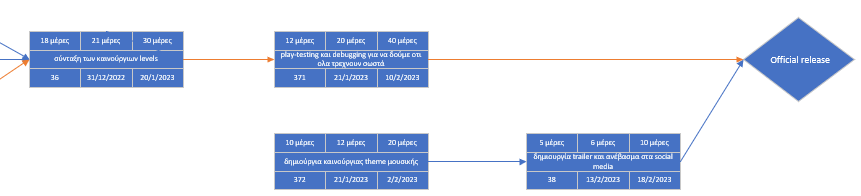 18 μέρες 21 μέρες 30 μέρες
σύνταξη των καινούργιων levels
36 31/12/2022 20/1/2023
12 μέρες 20 μέρες 40 μέρες
play-testing και debugging για να δούμε οτι
ολα τρεχνουν σωστά
371 21/1/2023 10/2/2023
Official release
10 μέρες 12 μέρες 20 μέρες
δημιούργια καινούργιας theme μουσικής
372 21/1/2023 2/2/2023
5 μέρες 6 μέρες 10 μέρες
δημιουργία trailer και ανέβασμα στα social
media
38 13/2/2023 18/2/2023